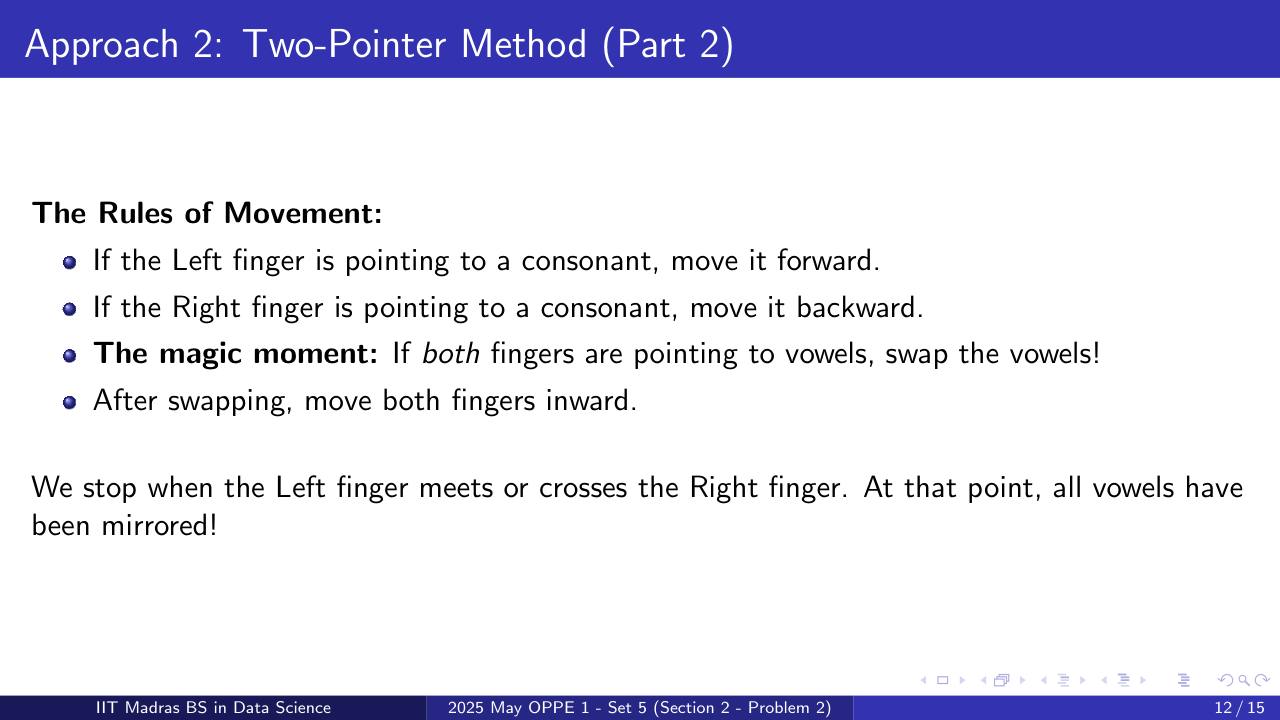 Approach 2: Two-Pointer Method (Part 2)
The Rules of Movement:
If the Left finger is pointing to a consonant, move it forward.
If the Right finger is pointing to a consonant, move it backward.
The magic moment: If both fingers are pointing to vowels, swap the vowels!
After swapping, move both fingers inward.
We stop when the Left finger meets or crosses the Right finger. At that point, all vowels have
been mirrored!
IIT Madras BS in Data Science
2025 May OPPE 1 - Set 5 (Section 2 - Problem 2)
12 / 15